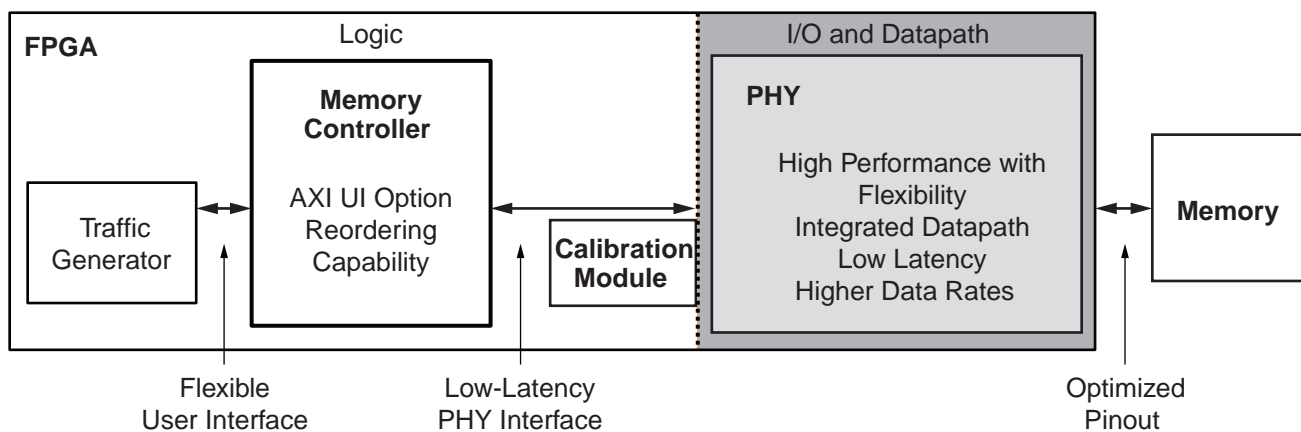 FPGA
Logic
I/O and Datapath
Memory
Controller
AXI UI Option
Reordering
Capability
Traffic
Generator
Calibration
Module
PHY
High Performance with
Flexibility
Integrated Datapath
Low Latency
Higher Data Rates
Memory
Flexible
User Interface
Low-Latency
PHY Interface
Optimized
Pinout